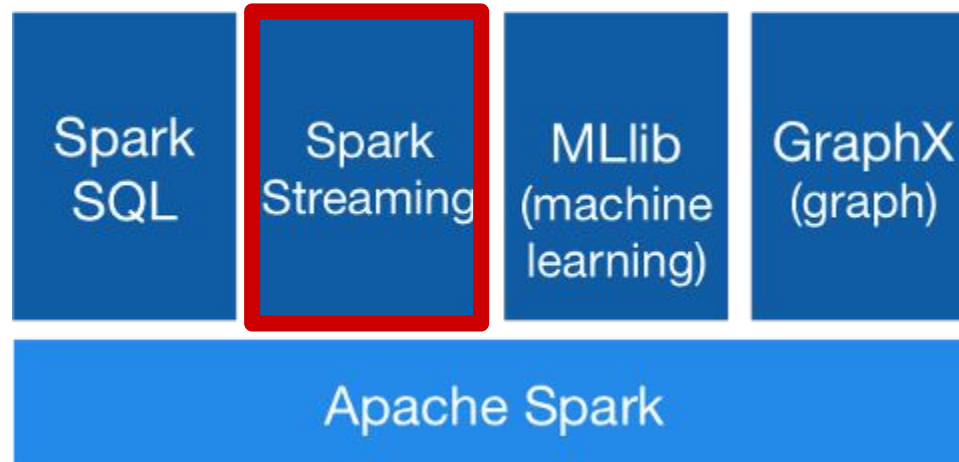 Spark
SQL
Spark
Streaming
MLlib
(machine
learning)
GraphX
(graph)
Apache Spark